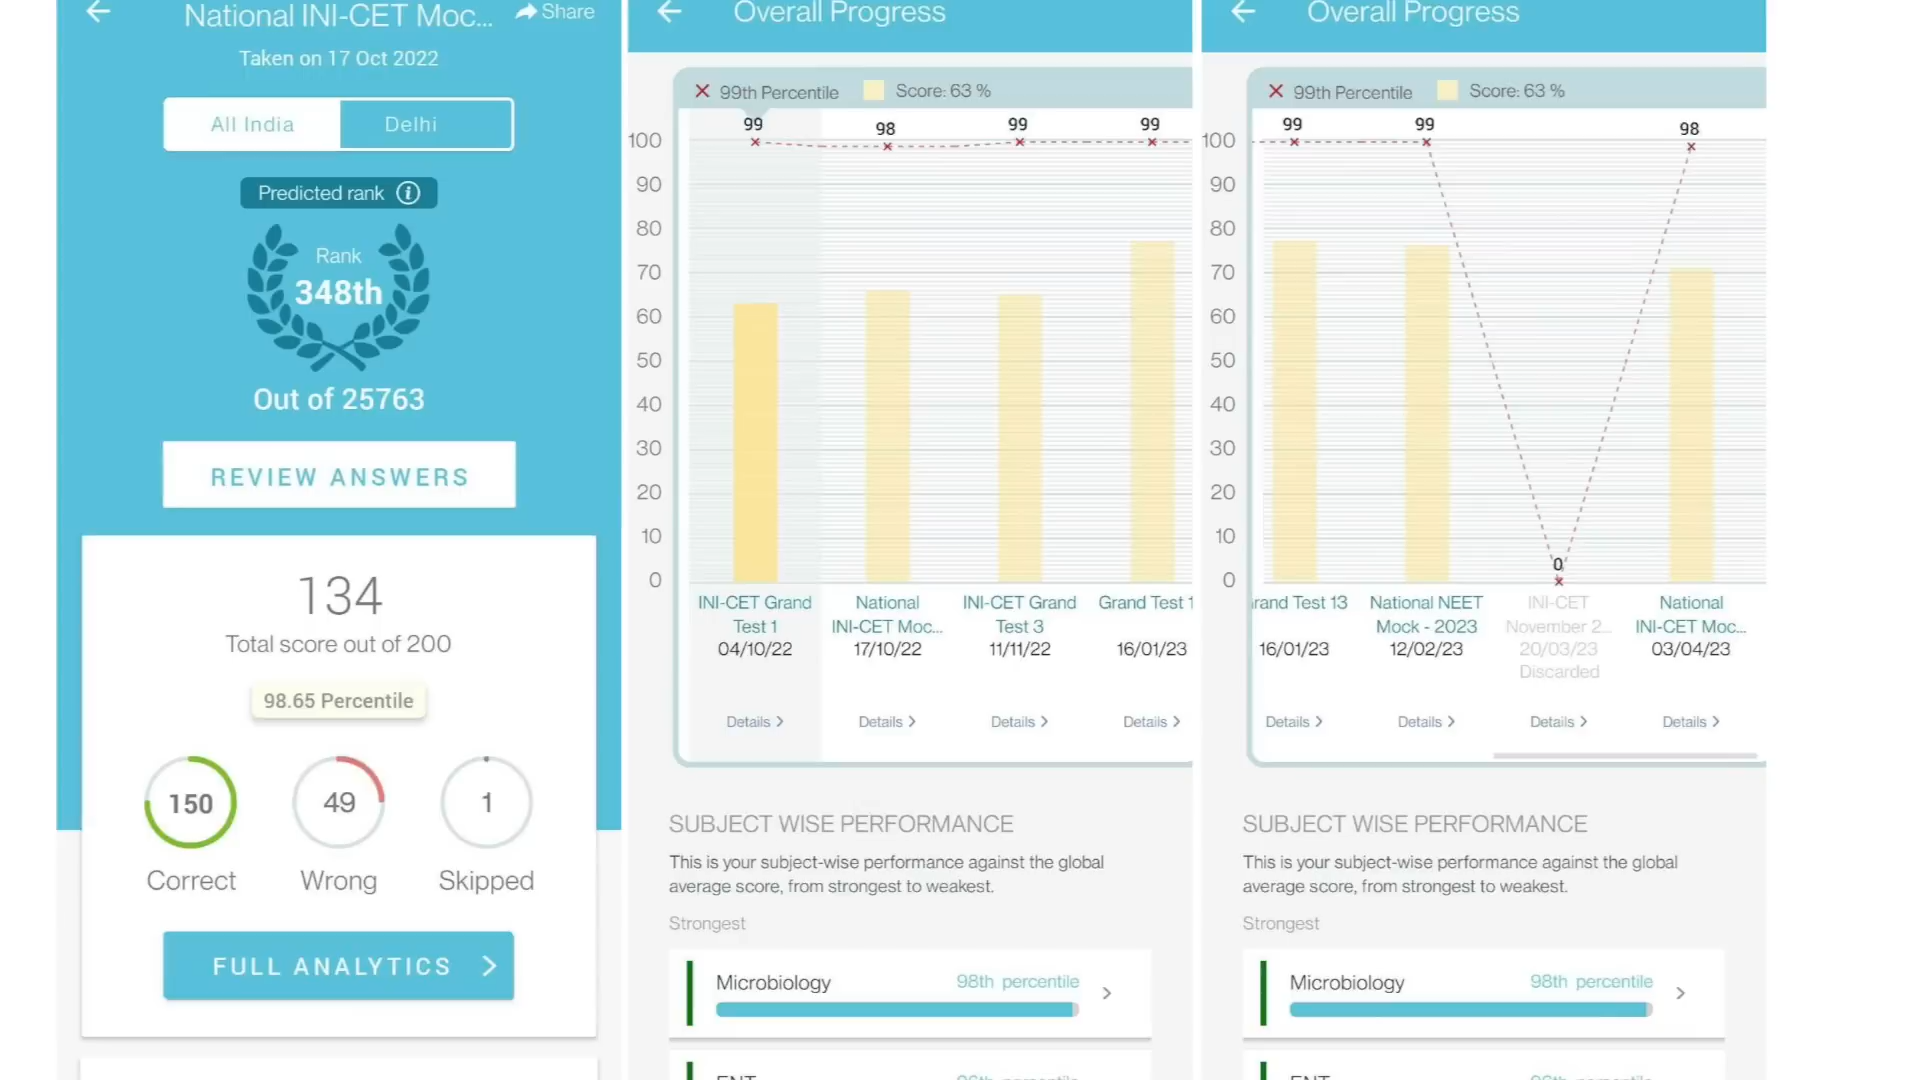 National INI-CET Moc...
Share
Taken on 17 Oct 2022
All India
Delhi
Predicted rank
Rank
348th
Out of 25763
REVIEW ANSWERS
134
Total score out of 200
98.65 Percentile
150
49
1
Correct
Wrong
Skipped
FULL ANALYTICS
Overall Progress
99th Percentile
Score: 63 %
99
98
99
99
100
90
80
70
60
50
40
30
20
10
0
INI-CET Grand
Test 1
04/10/22
National
INI-CET Moc...
17/10/22
INI-CET Grand
Test 3
11/11/22
Grand Test 1
16/01/23
Details
Details
Details
Details
SUBJECT WISE PERFORMANCE
This is your subject-wise performance against the global
average score, from strongest to weakest.
Strongest
Microbiology
98th percentile
ENT
96th percentile
Overall Progress
99th Percentile
Score: 63 %
99
99
0
98
100
90
80
70
60
50
40
30
20
10
0
rand Test 13
16/01/23
National NEET
Mock - 2023
12/02/23
INI-CET
November 2...
20/03/23
Discarded
National
INI-CET Moc...
03/04/23
Details
Details
Details
Details
SUBJECT WISE PERFORMANCE
This is your subject-wise performance against the global
average score, from strongest to weakest.
Strongest
Microbiology
98th percentile
ENT
96th percentile